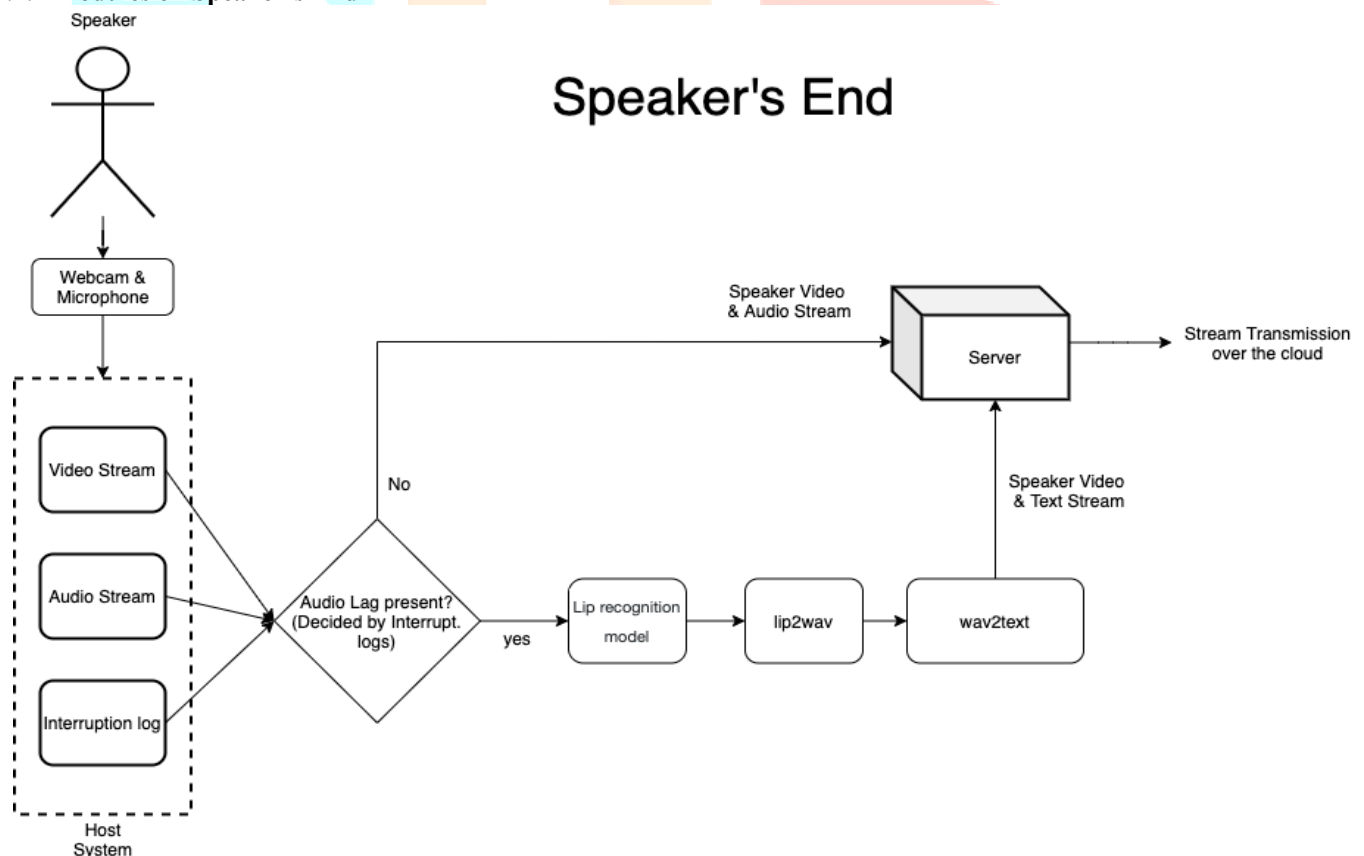 Speaker
Speaker's End
Webcam &
Microphone
Speaker Video
& Audio Stream
Server
Stream Transmission
over the cloud
Video Stream
No
Speaker Video
& Text Stream
Audio Stream
Audio Lag present?
(Decided by Interrupt.
logs)
yes
Lip recognition
model
lip2wav
wav2text
Interruption log
Host
System